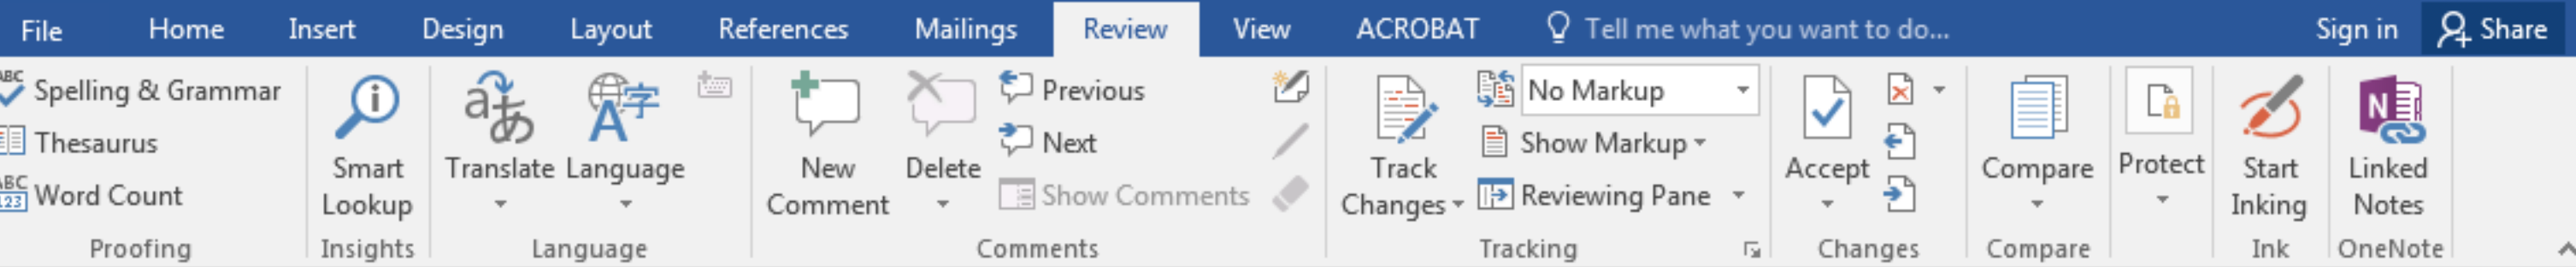 File Home Insert Design Layout References Mailings Review View ACROBAT Tell me what you want to do... Sign in Share
ABC Spelling & Grammar
Thesaurus
ABC 123 Word Count
Proofing
Smart
Lookup
Insights
Translate
Language
Language
New
Comment
Delete
Previous
Next
Show Comments
Comments
Track
Changes
No Markup
Show Markup
Reviewing Pane
Tracking
Accept
Changes
Compare
Compare
Protect
Start
Inking
Ink
Linked
Notes
OneNote